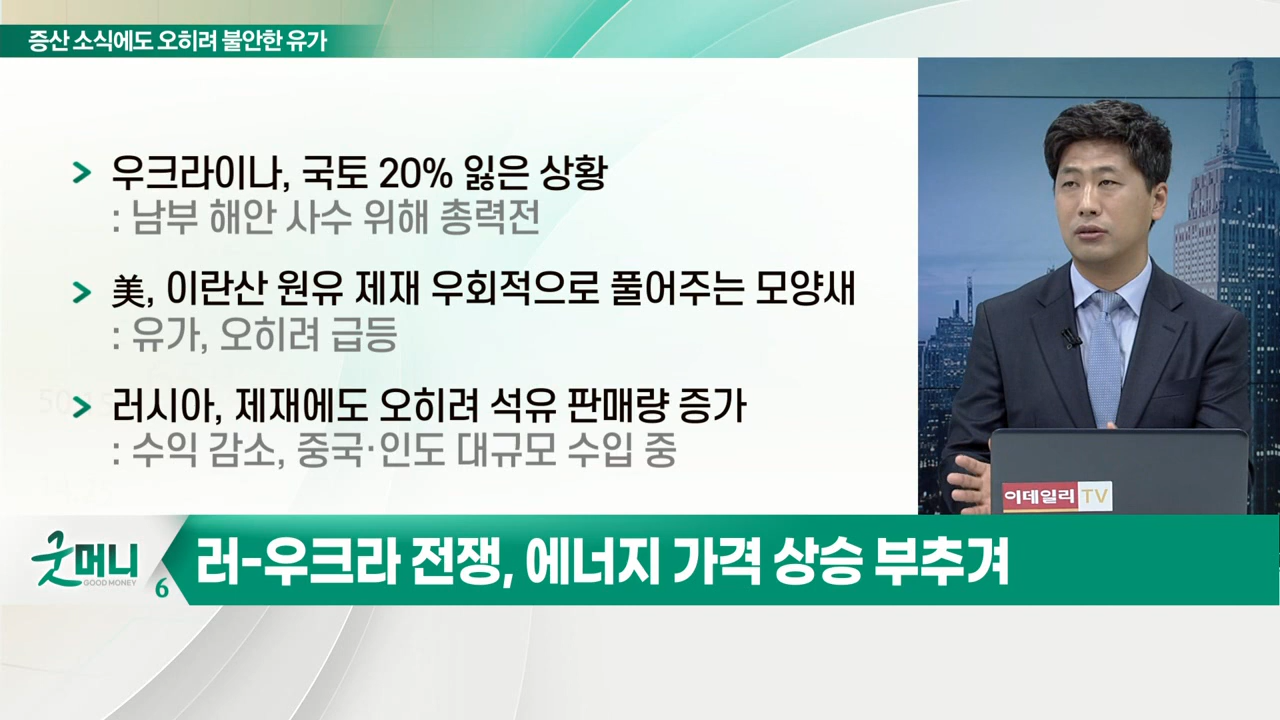 증산 소식에도 오히려 불안한 유가
> 우크라이나, 국토 20% 잃은 상황
: 남부 해안 사수 위해 총력전
> 美, 이란산 원유 제재 우회적으로 풀어주는 모양새
: 유가, 오히려 급등
> 러시아, 제재에도 오히려 석유 판매량 증가
: 수익 감소, 중국·인도 대규모 수입 중
이데일리 TV
굿머니
GOOD MONEY
6
러-우크라 전쟁, 에너지 가격 상승 부추겨